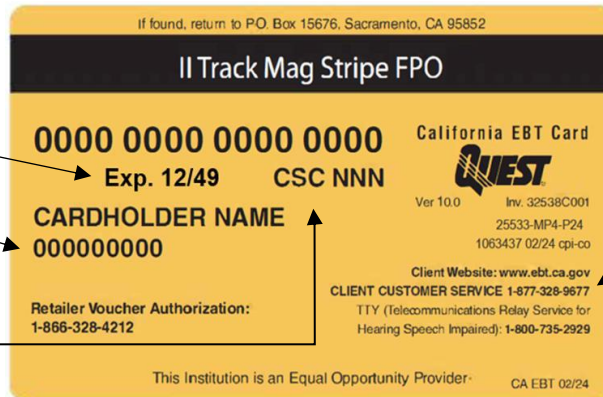 If found, return to P.O. Box 15676, Sacramento, CA 95852
II Track Mag Stripe FPO
0000 0000 0000 0000
Exp. 12/49 CSC NNN
CARDHOLDER NAME
000000000
Retailer Voucher Authorization:
1-866-328-4212
California EBT Card
QUEST
Ver 10.0 Inv. 32538C001
25533-MP4-P24
1063437 02/24 cpi-co
Client Website: www.ebt.ca.gov
CLIENT CUSTOMER SERVICE 1-877-328-9677
TTY (Telecommunications Relay Service for
Hearing Speech Impaired): 1-800-735-2929
This Institution is an Equal Opportunity Provider
CA EBT 02/24